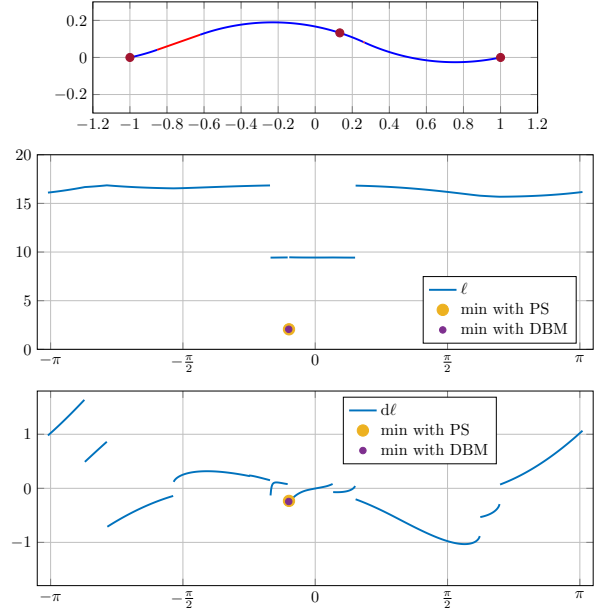 0.2
0
−0.2
−1.2 −1 −0.8 −0.6 −0.4 −0.2 0 0.2 0.4 0.6 0.8 1 1.2
20
15
10
5
0
ℓ
min with PS
min with DBM
−π −π/2 0 π/2 π
1
0
−1
dℓ
min with PS
min with DBM
−π −π/2 0 π/2 π